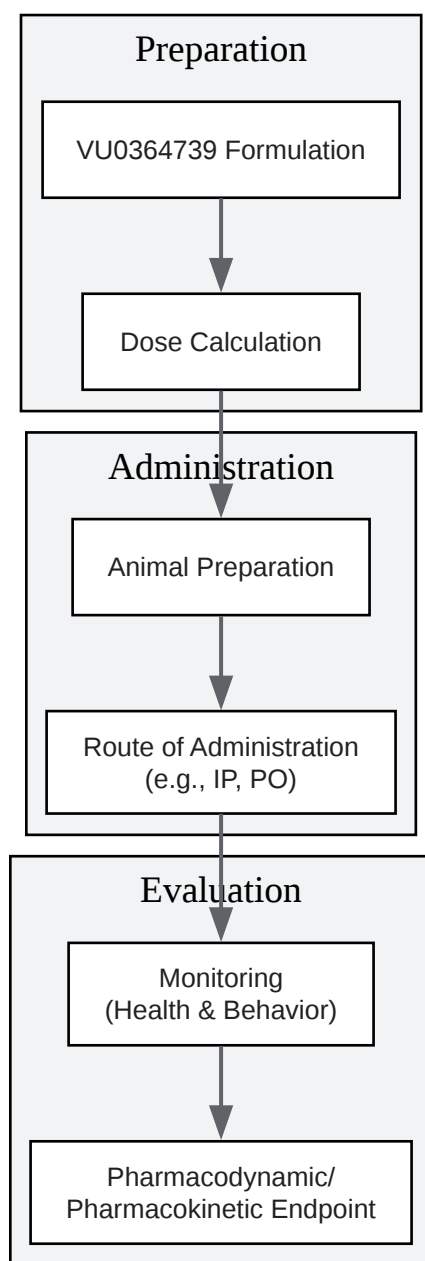 Preparation
VU0364739 Formulation
Dose Calculation
Administration
Animal Preparation
Route of Administration
(e.g., IP, PO)
Evaluation
Monitoring
(Health & Behavior)
Pharmacodynamic/
Pharmacokinetic Endpoint